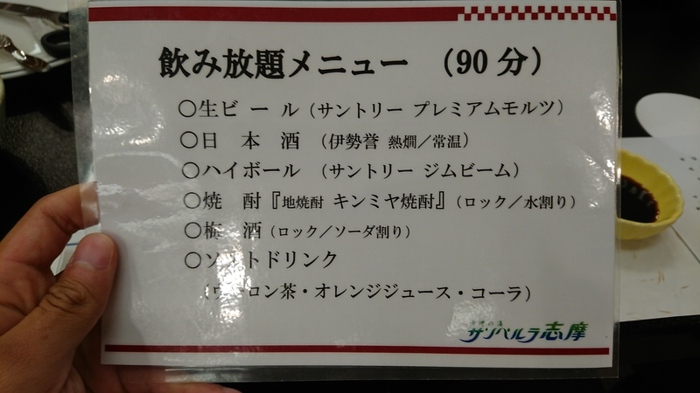 飲み放題メニュー (90分)
○生ビール(サントリー プレミアムモルツ)
○日本酒 (伊勢誉 熱燗/常温)
○ハイボール (サントリー ジムビーム)
○焼酎『地焼酎 キンミヤ焼酎』(ロック/水割り)
○梅酒(ロック/ソーダ割り)
○ソフトドリンク
(ウーロン茶・オレンジジュース・コーラ)
サンペルラ志摩